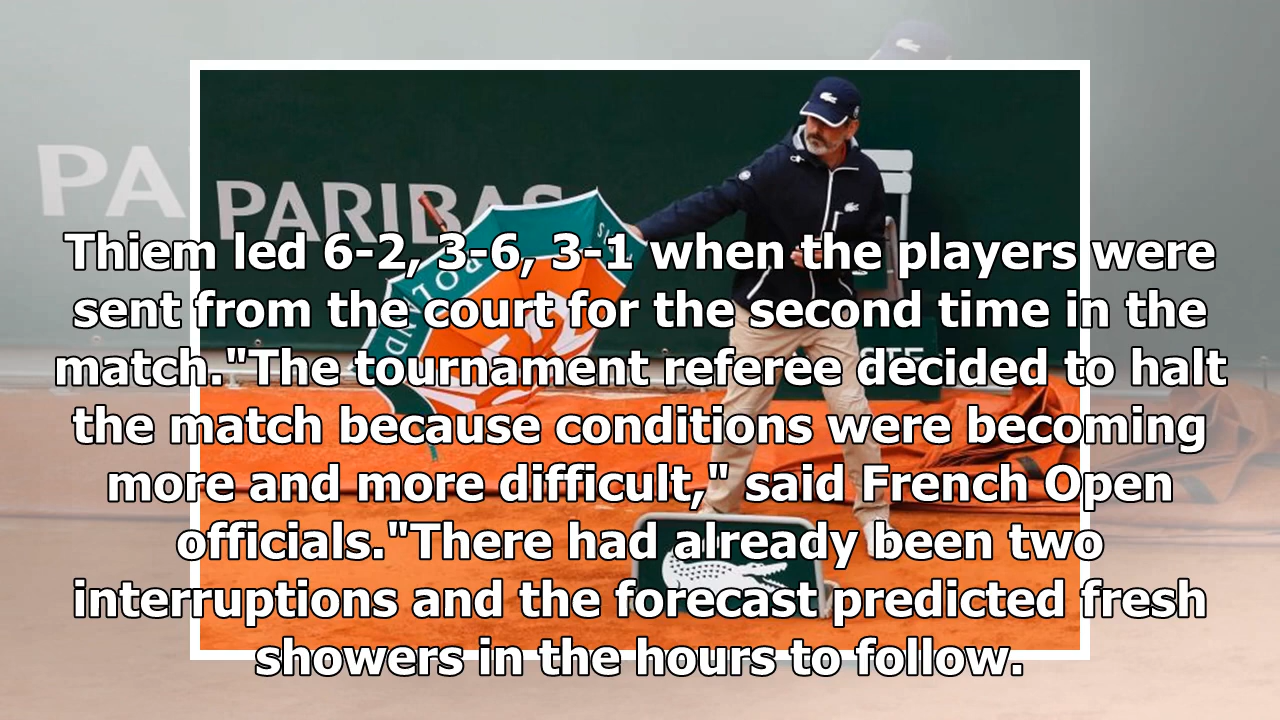 PA
PARIBAS
ROLAND
Thiem led 6-2, 3-6, 3-1 when the players were
sent from the court for the second time in the
match."The tournament referee decided to halt
the match because conditions were becoming
more and more difficult," said French Open
officials."There had already been two
interruptions and the forecast predicted fresh
showers in the hours to follow.